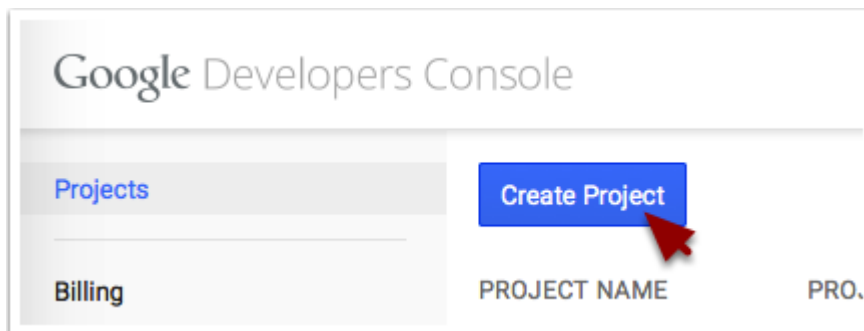 Google Developers Console
Projects
Create Project
Billing
PROJECT NAME